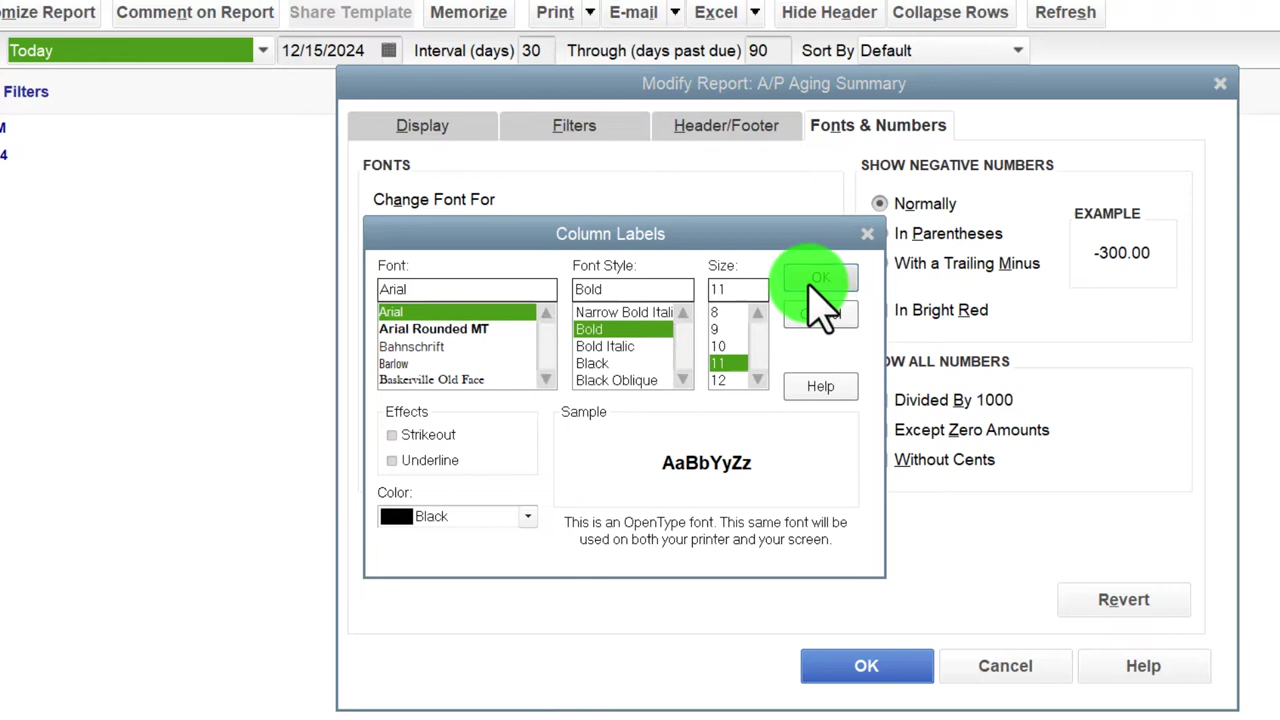 omize Report Comment on Report Share Template Memorize Print E-mail Excel Hide Header Collapse Rows Refresh
Today 12/15/2024 Interval (days) 30 Through (days past due) 90 Sort By Default
Filters
M
4
Modify Report: A/P Aging Summary
Display Filters Header/Footer Fonts & Numbers
FONTS
Change Font For
SHOW NEGATIVE NUMBERS
Normally
In Parentheses
With a Trailing Minus
In Bright Red
EXAMPLE
-300.00
Column Labels
Font: Font Style: Size:
Arial Bold 11 OK
Arial Narrow Bold Itali 8
Arial Rounded MT Bold 9
Bahnschrift Bold Italic 10
Barlow Black 11
Baskerville Old Face Black Oblique 12
Help
Effects
Strikeout
Underline
Sample
AaBbYyZz
Color:
Black
This is an OpenType font. This same font will be
used on both your printer and your screen.
OW ALL NUMBERS
Divided By 1000
Except Zero Amounts
Without Cents
Revert
OK Cancel Help